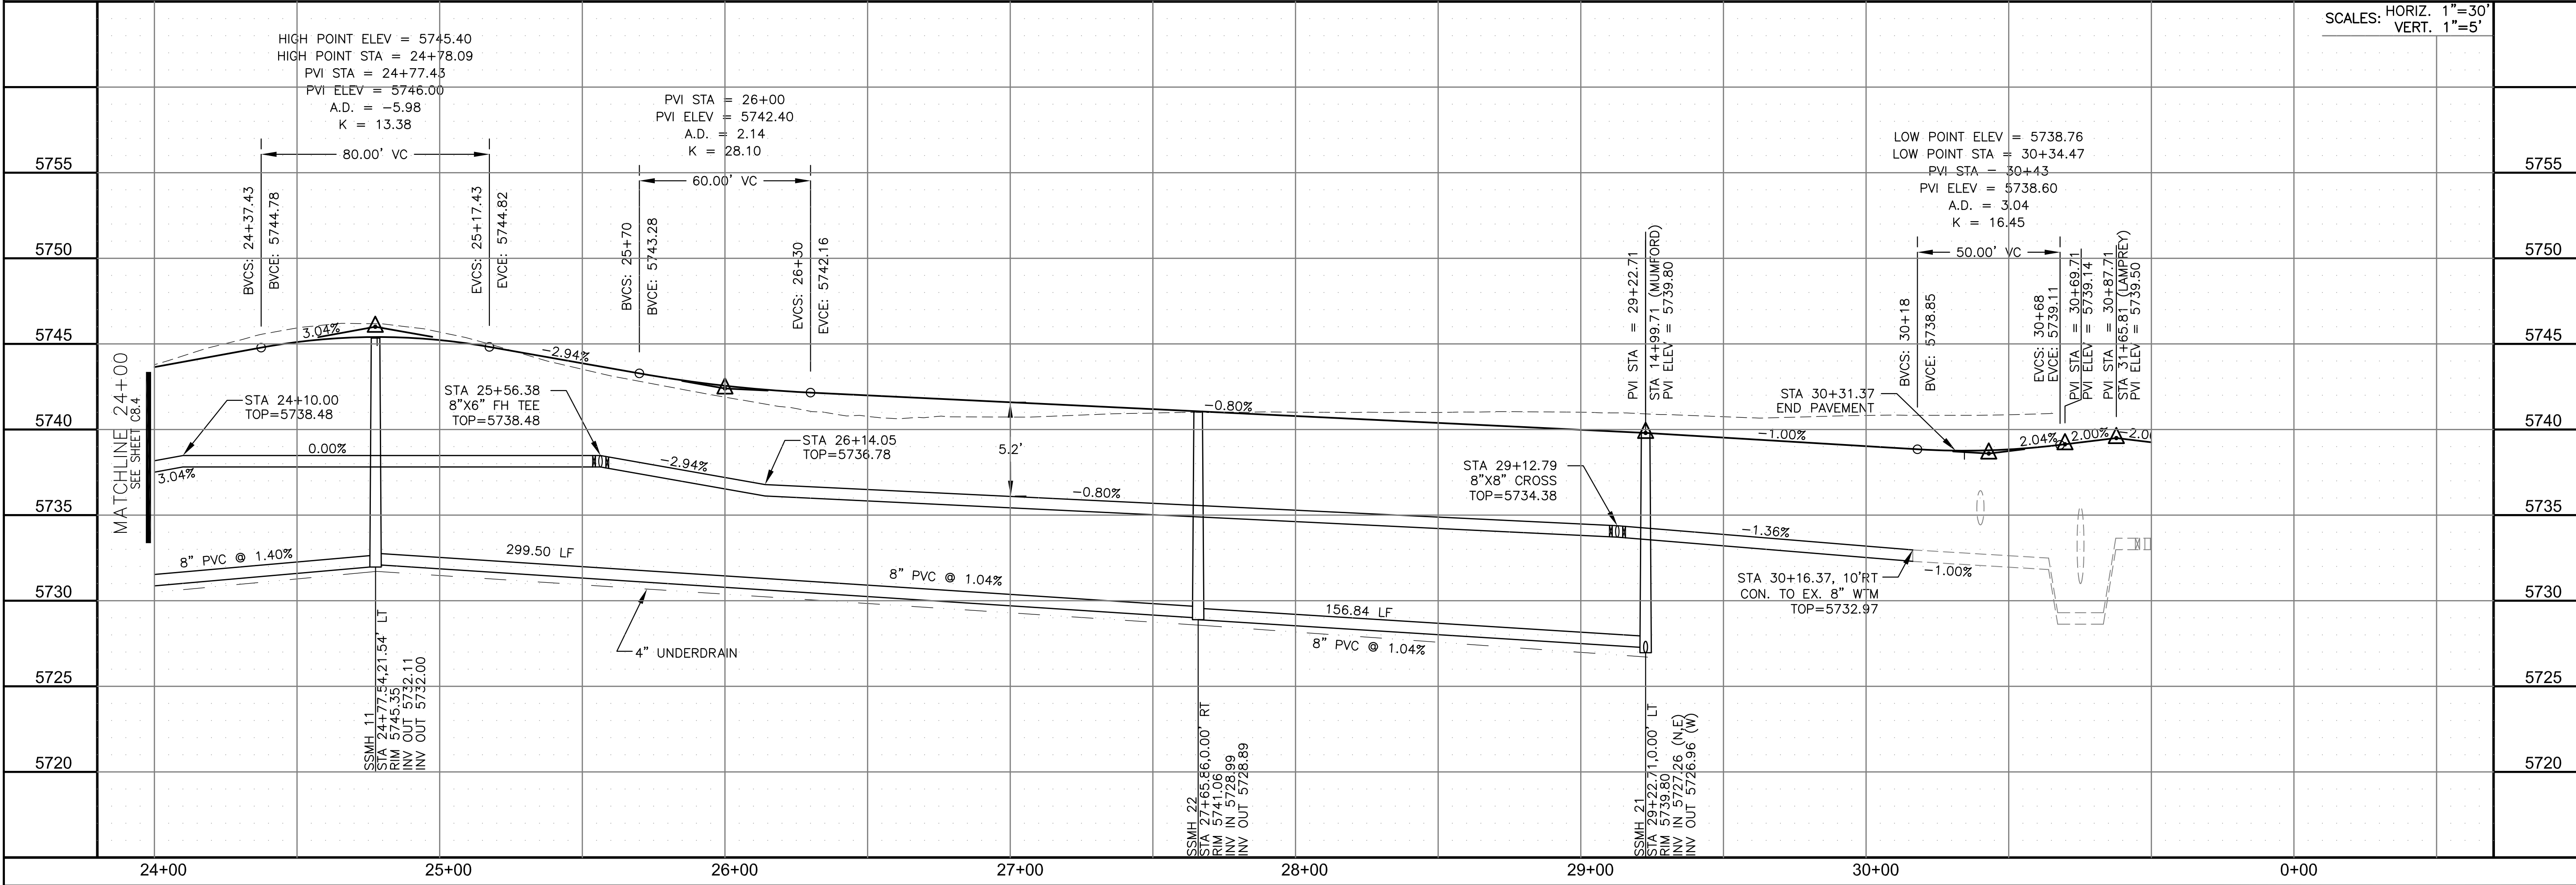 SCALES: HORIZ. 1"=30'
VERT. 1"=5'
HIGH POINT ELEV = 5745.40
HIGH POINT STA = 24+78.09
PVI STA = 24+77.43
PVI ELEV = 5746.00
A.D. = -5.98
K = 13.38
80.00' VC
BVCS: 24+37.43
BVCE: 5744.78
EVCS: 25+17.43
EVCE: 5744.82
PVI STA = 26+00
PVI ELEV = 5742.40
A.D. = 2.14
K = 28.10
60.00' VC
BVCS: 25+70
BVCE: 5743.28
EVCS: 26+30
EVCE: 5742.16
PVI STA = 29+22.71
STA 14+99.71 (MUMFORD)
PVI ELEV = 5739.80
LOW POINT ELEV = 5738.76
LOW POINT STA = 30+34.47
PVI STA = 30+43
PVI ELEV = 5738.60
A.D. = 3.04
K = 16.45
50.00' VC
BVCS: 30+18
BVCE: 5738.85
EVCS: 30+68
EVCE: 5739.11
PVI STA = 30+69.71
PVI ELEV = 5739.14
PVI STA = 30+87.71
STA 31+65.81 (LAMPREY)
PVI ELEV = 5739.50
5755
5750
5745
5740
5735
5730
5725
5720
5755
5750
5745
5740
5735
5730
5725
5720
MATCHLINE 24+00
SEE SHEET C8.4
3.04%
-2.94%
-0.80%
-1.00%
2.04%
2.00%
-2.0
STA 24+10.00
TOP=5738.48
0.00%
3.04%
STA 25+56.38
8"X6" FH TEE
TOP=5738.48
-2.94%
STA 26+14.05
TOP=5736.78
5.2'
-0.80%
STA 29+12.79
8"X8" CROSS
TOP=5734.38
STA 30+31.37
END PAVEMENT
-1.36%
STA 30+16.37, 10'RT
CON. TO EX. 8" WTM
TOP=5732.97
-1.00%
8" PVC @ 1.40%
299.50 LF
8" PVC @ 1.04%
4" UNDERDRAIN
156.84 LF
8" PVC @ 1.04%
SSMH 11
STA 24+77.54,21.54' LT
RIM 5745.35
INV OUT 5732.11
INV OUT 5732.00
SSMH 22
STA 27+65.86,0.00' RT
RIM 5741.06
INV IN 5728.99
INV OUT 5728.89
SSMH 21
STA 29+22.71,0.00' LT
RIM 5739.80
INV IN 5727.26 (N,E)
INV OUT 5726.96 (W)
24+00
25+00
26+00
27+00
28+00
29+00
30+00
0+00